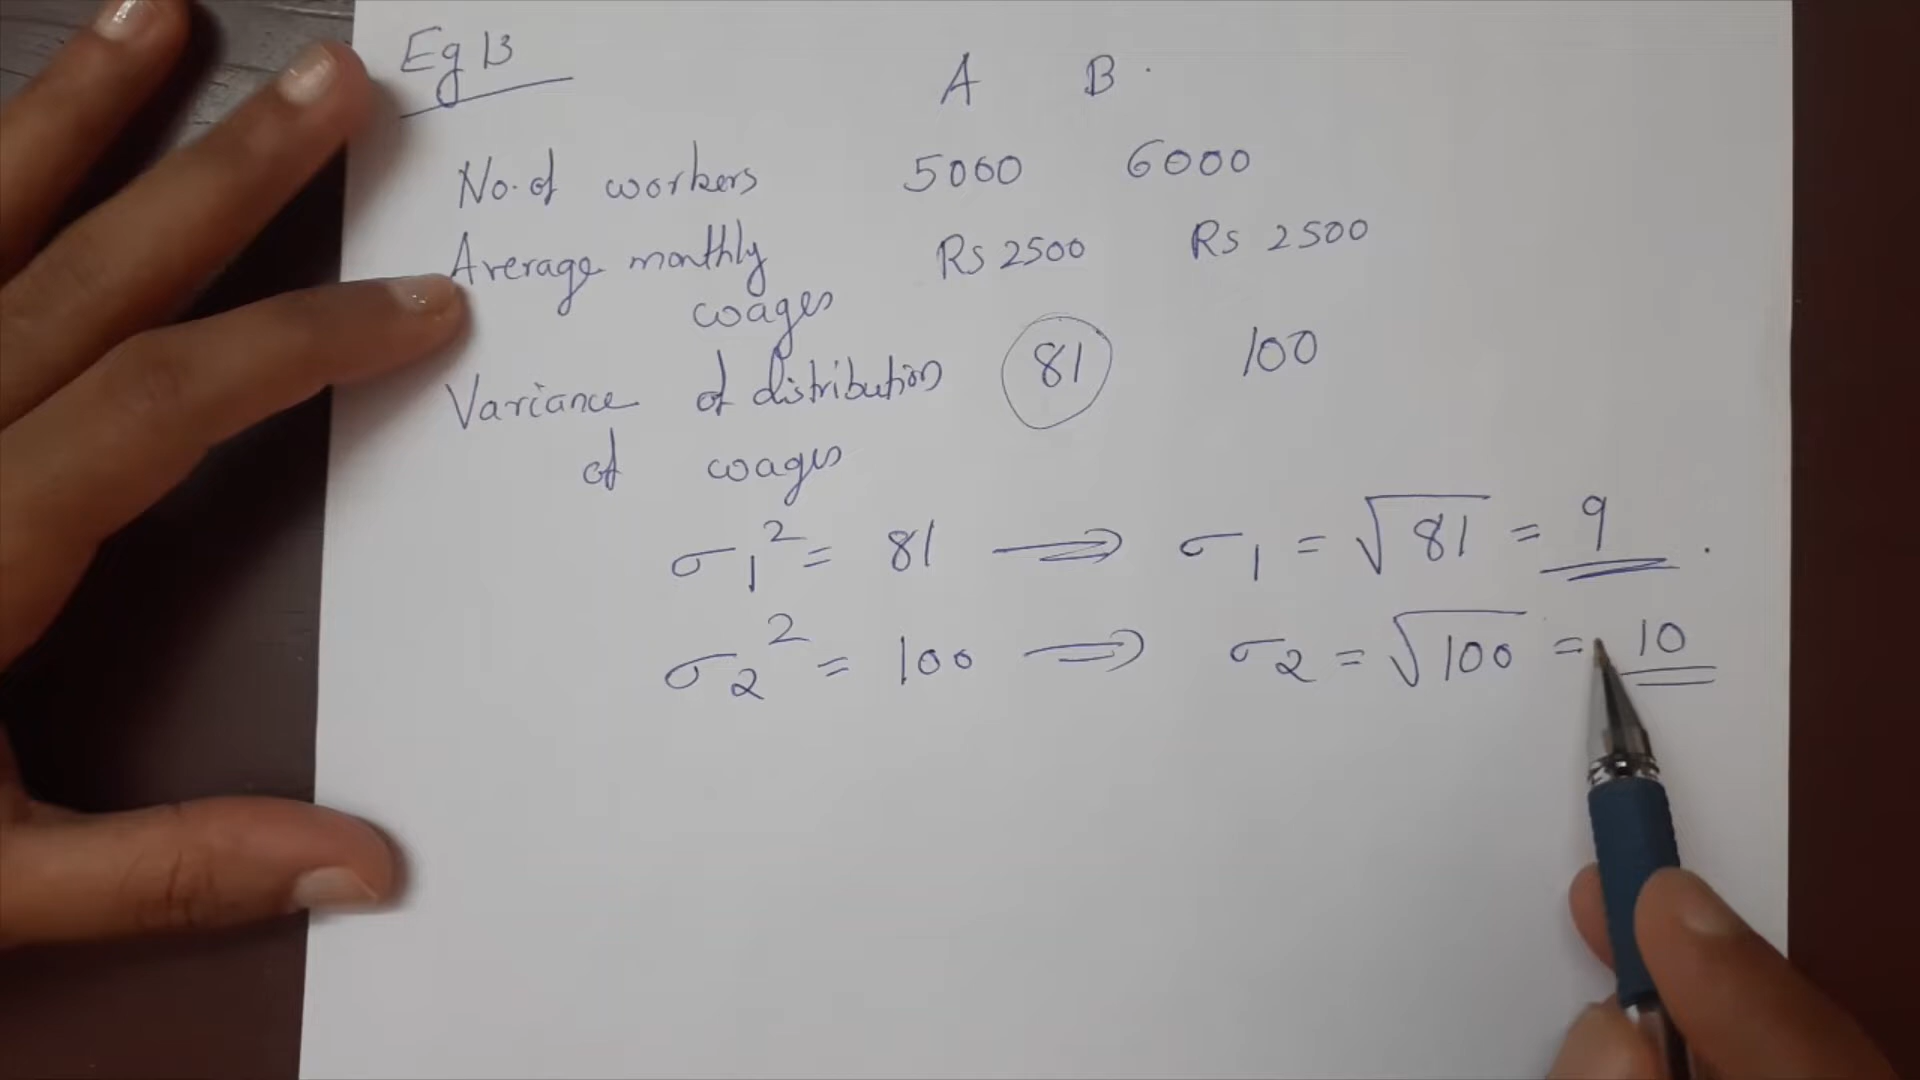 Eg 13
A B
No. of workers 5000 6000
Average monthly Rs 2500 Rs 2500
wages
Variance of distribution 81 100
of wages
σ₁² = 81 ⟹ σ₁ = √81 = 9
σ₂² = 100 ⟹ σ₂ = √100 = 10